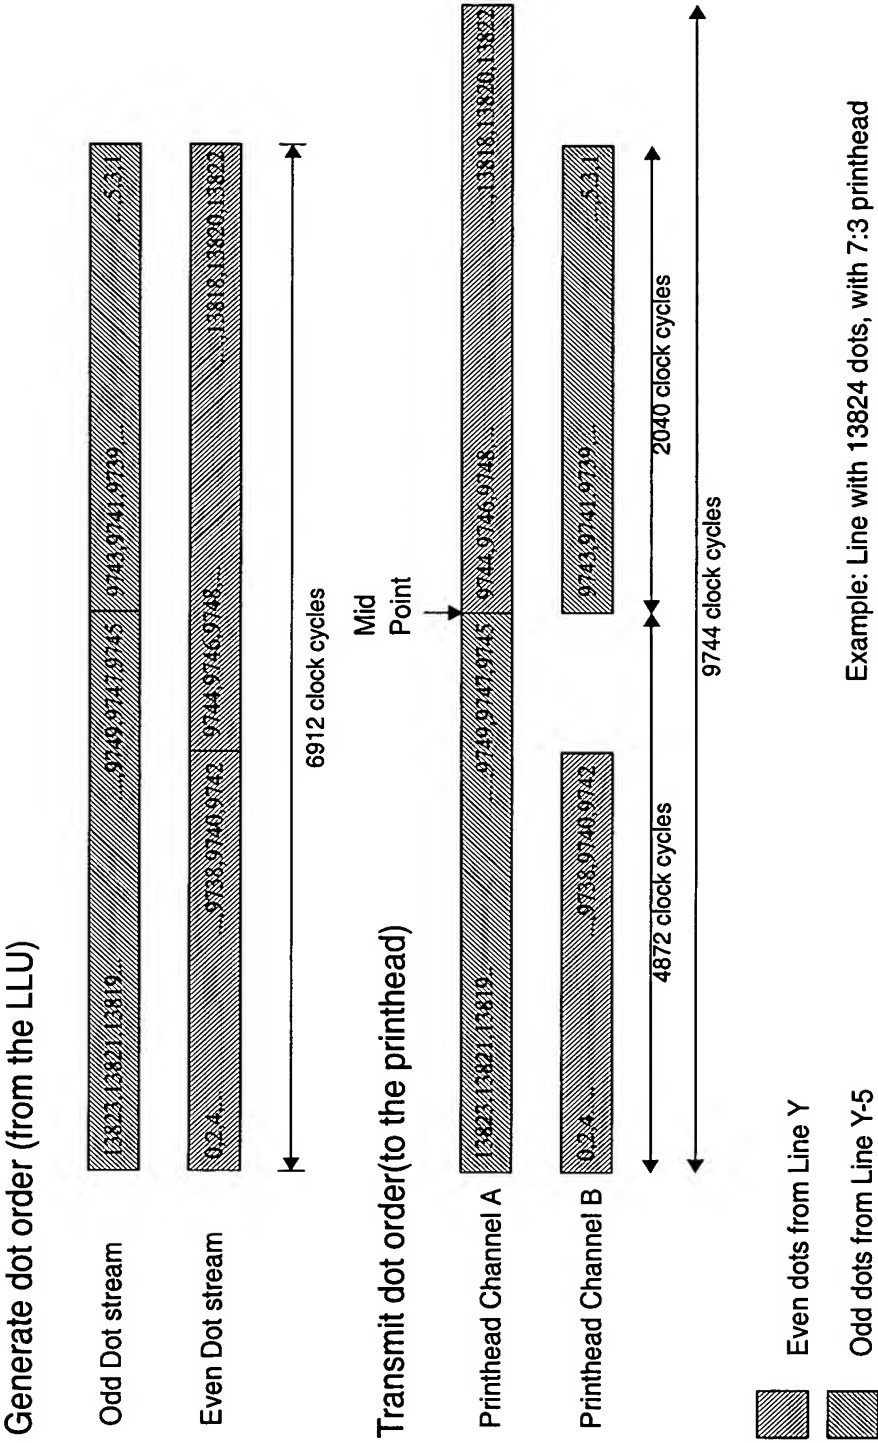 Generate dot order (from the LLU)
Odd Dot stream
13823,13821,13819...
...,9749,9747,9745
9743,9741,9739,...
...,5,3,1
Even Dot stream
0,2,4,...
...,9738,9740,9742
9744,9746,9748,...
...,13818,13820,13822
6912 clock cycles
Transmit dot order(to the printhead)
Mid
Point
Printhead Channel A
13823,13821,13819...
...,9749,9747,9745
9744,9746,9748,...
...,13818,13820,13822
Printhead Channel B
0,2,4,...
...,9738,9740,9742
9743,9741,9739,...
...,5,3,1
4872 clock cycles
2040 clock cycles
9744 clock cycles
Even dots from Line Y
Odd dots from Line Y-5
Example: Line with 13824 dots, with 7:3 printhead